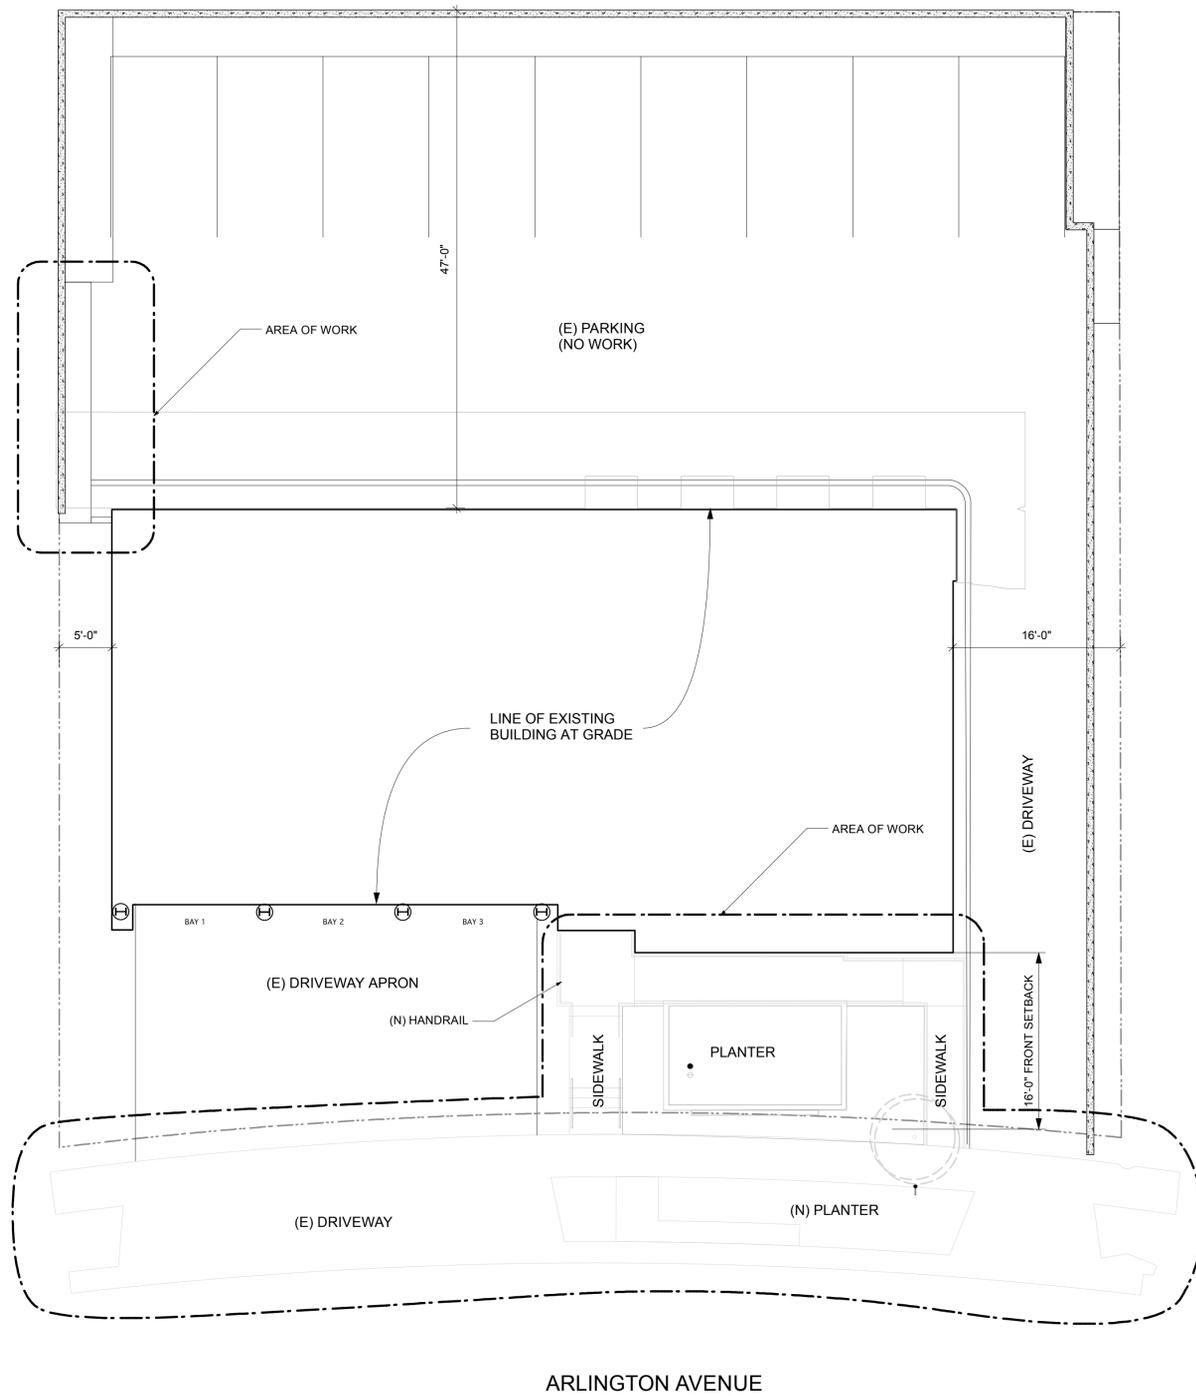 47'-0"
AREA OF WORK
(E) PARKING
(NO WORK)
5'-0"
16'-0"
LINE OF EXISTING
BUILDING AT GRADE
(E) DRIVEWAY
AREA OF WORK
BAY 1
BAY 2
BAY 3
(E) DRIVEWAY APRON
(N) HANDRAIL
SIDEWALK
PLANTER
SIDEWALK
16'-0" FRONT SETBACK
(E) DRIVEWAY
(N) PLANTER
ARLINGTON AVENUE